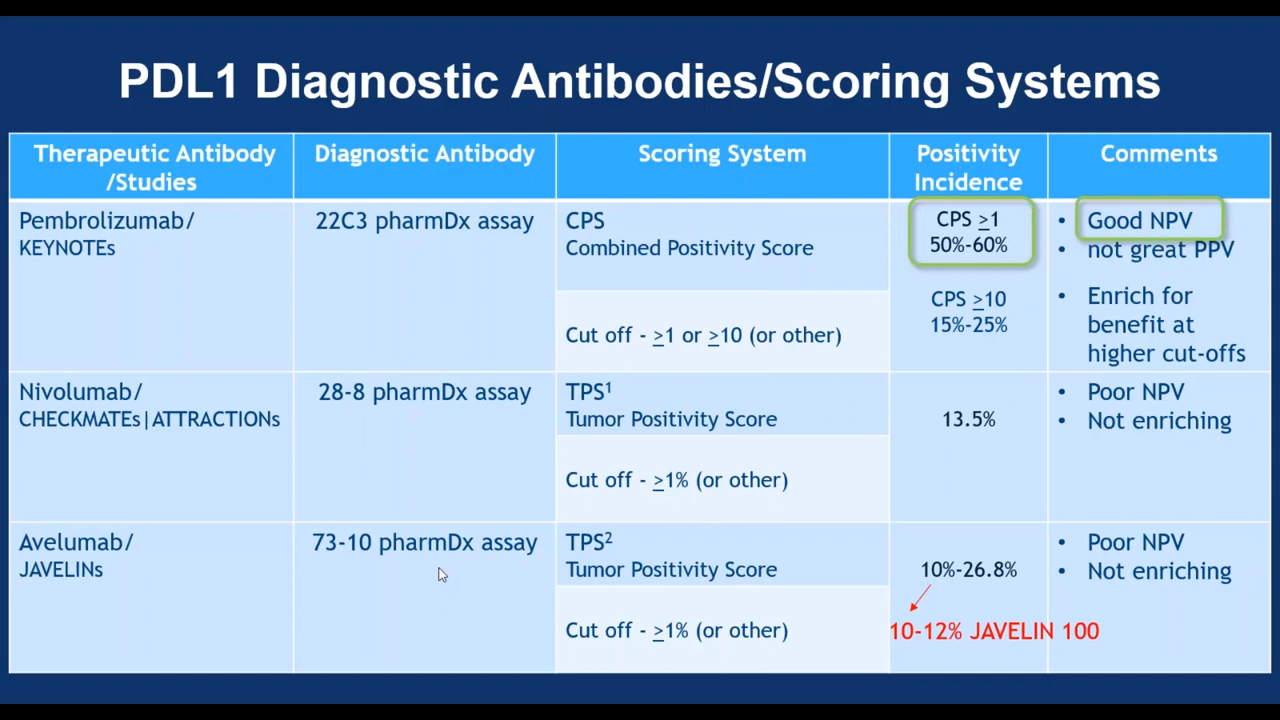 PDL1 Diagnostic Antibodies/Scoring Systems
Therapeutic Antibody
/Studies
Diagnostic Antibody
Scoring System
Positivity
Incidence
Comments
Pembrolizumab/
KEYNOTEs
22C3 pharmDx assay
CPS
Combined Positivity Score
Cut off - ≥1 or ≥10 (or other)
CPS ≥1
50%-60%
CPS ≥10
15%-25%
• Good NPV
• not great PPV
• Enrich for
benefit at
higher cut-offs
Nivolumab/
CHECKMATEs|ATTRACTIONs
28-8 pharmDx assay
TPS¹
Tumor Positivity Score
Cut off - ≥1% (or other)
13.5%
• Poor NPV
• Not enriching
Avelumab/
JAVELINs
73-10 pharmDx assay
TPS²
Tumor Positivity Score
Cut off - ≥1% (or other)
10%-26.8%
10-12% JAVELIN 100
• Poor NPV
• Not enriching